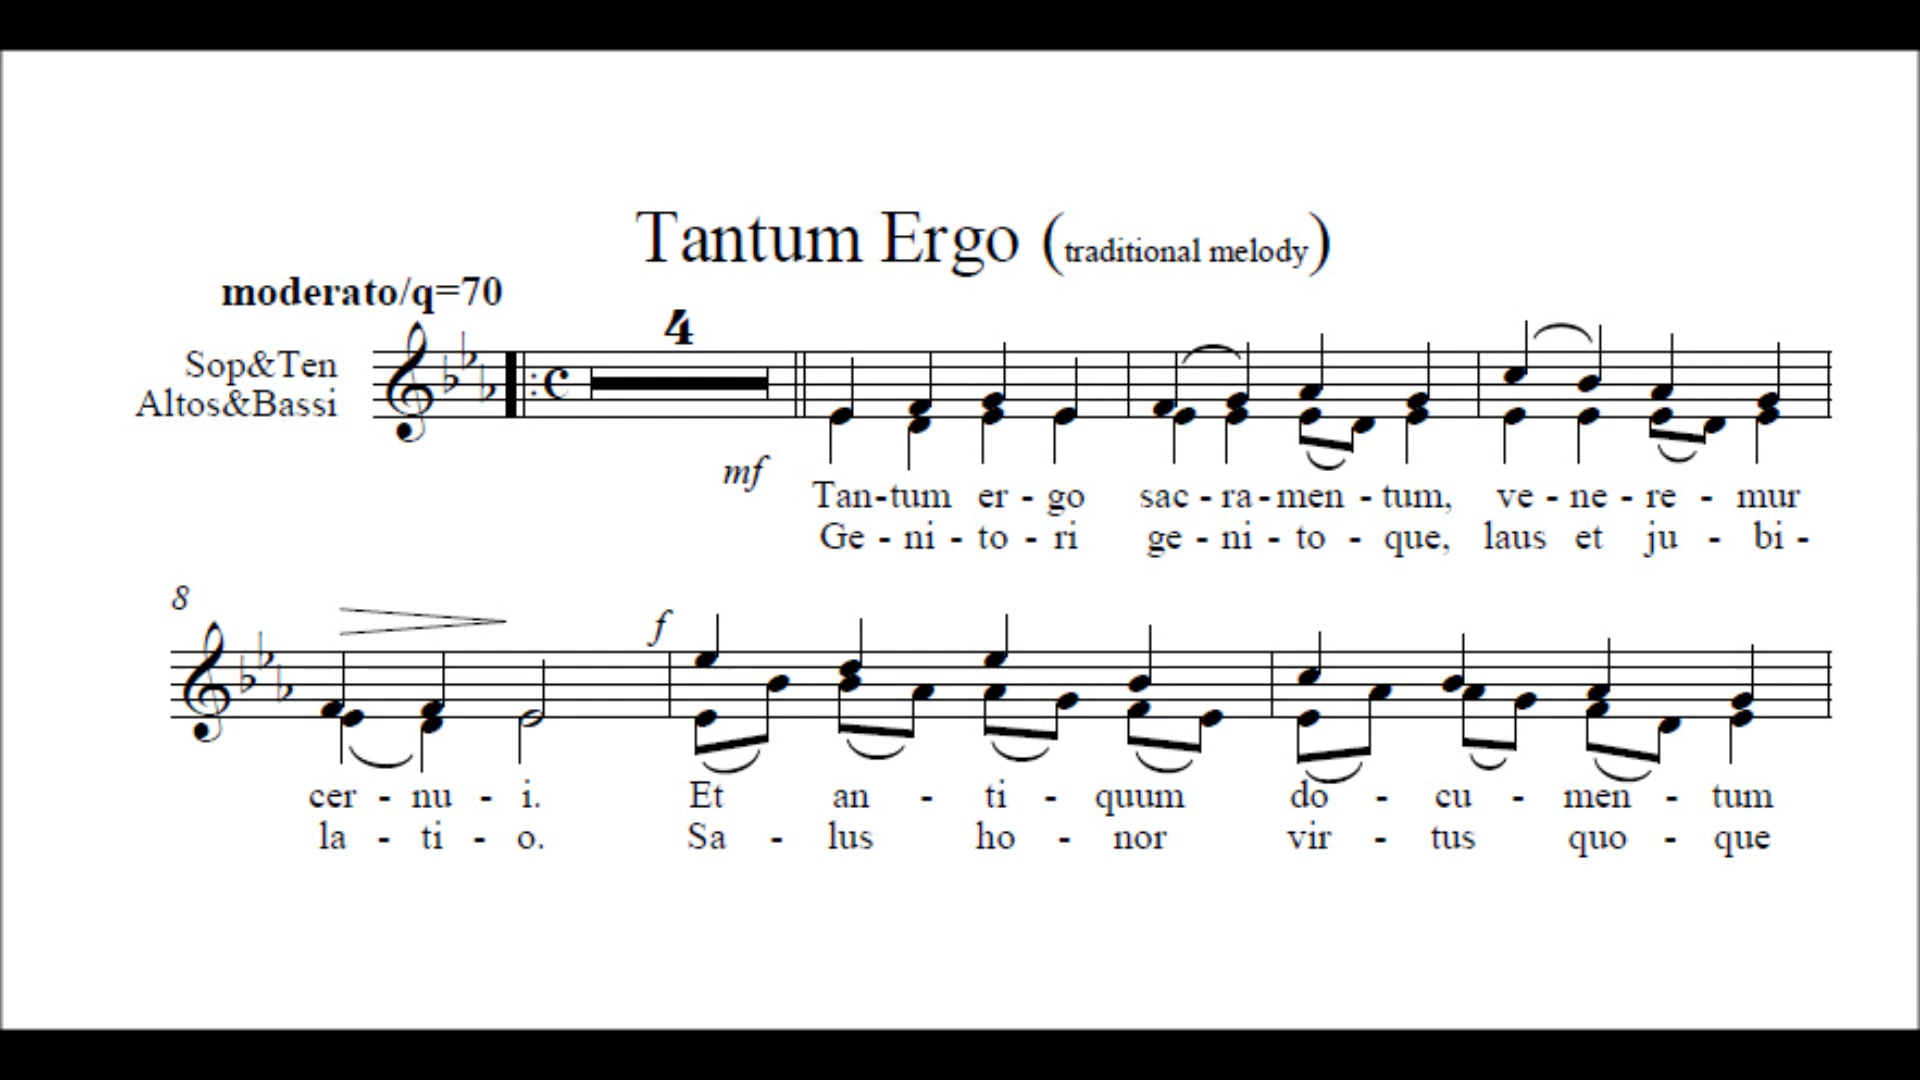 Tantum Ergo (traditional melody)
moderato/q=70
4
Sop&Ten
Altos&Bassi
mf
Tan-tum er - go sac - ra - men - tum, ve - ne - re - mur
Ge - ni - to - ri ge - ni - to - que, laus et ju - bi -
8
f
cer - nu - i. Et an - ti - quum do - cu - men - tum
la - ti - o. Sa - lus ho - nor vir - tus quo - que